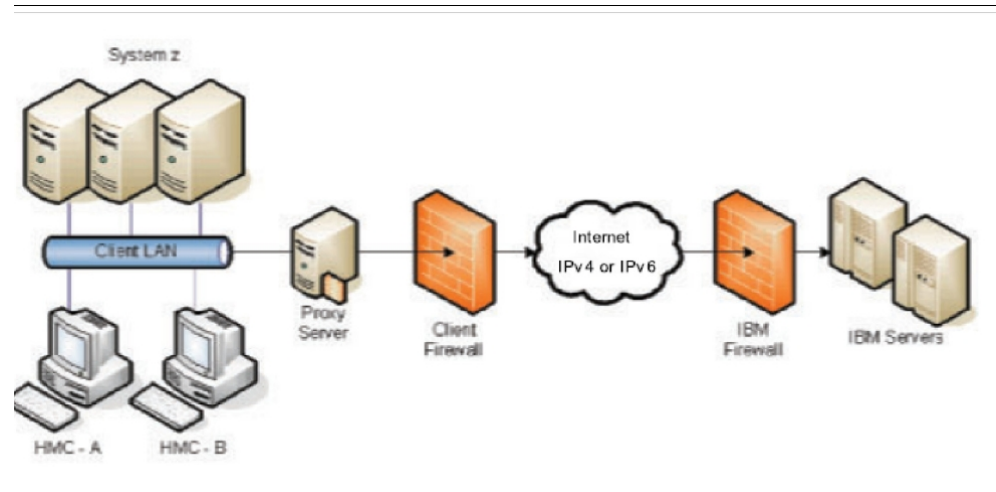 System z
Client LAN
Internet
IPv4 or IPv6
Proxy
Server
Client
Firewall
IBM
Firewall
IBM Servers
HMC - A
HMC - B